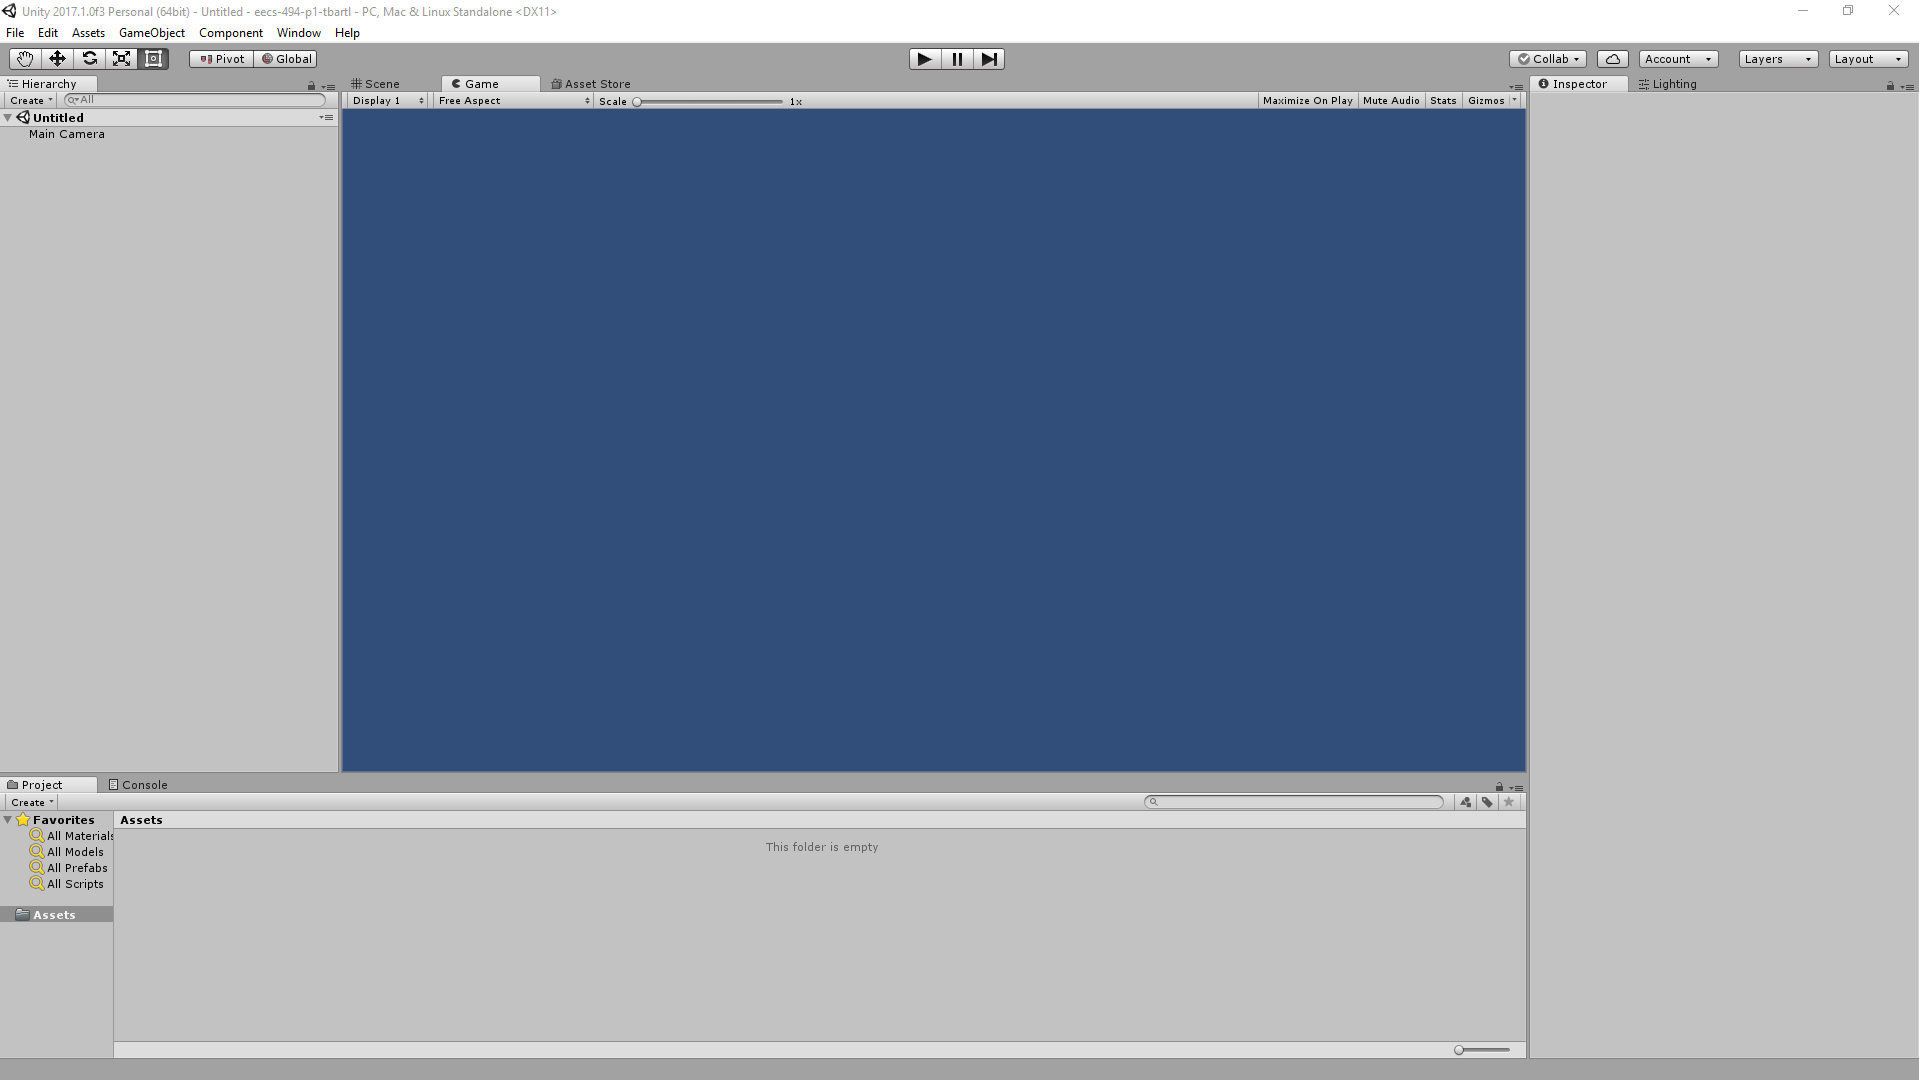 Unity 2017.1.0f3 Personal (64bit) - Untitled - eecs-494-p1-tbartl - PC, Mac & Linux Standalone <DX11>
File Edit Assets GameObject Component Window Help
Pivot Global Collab Account Layers Layout
Hierarchy Scene Game Asset Store Inspector Lighting
Create All Display 1 Free Aspect Scale 1x Maximize On Play Mute Audio Stats Gizmos
Untitled
Main Camera
Project Console
Create
Favorites Assets
All Materials
This folder is empty
All Models
All Prefabs
All Scripts
Assets